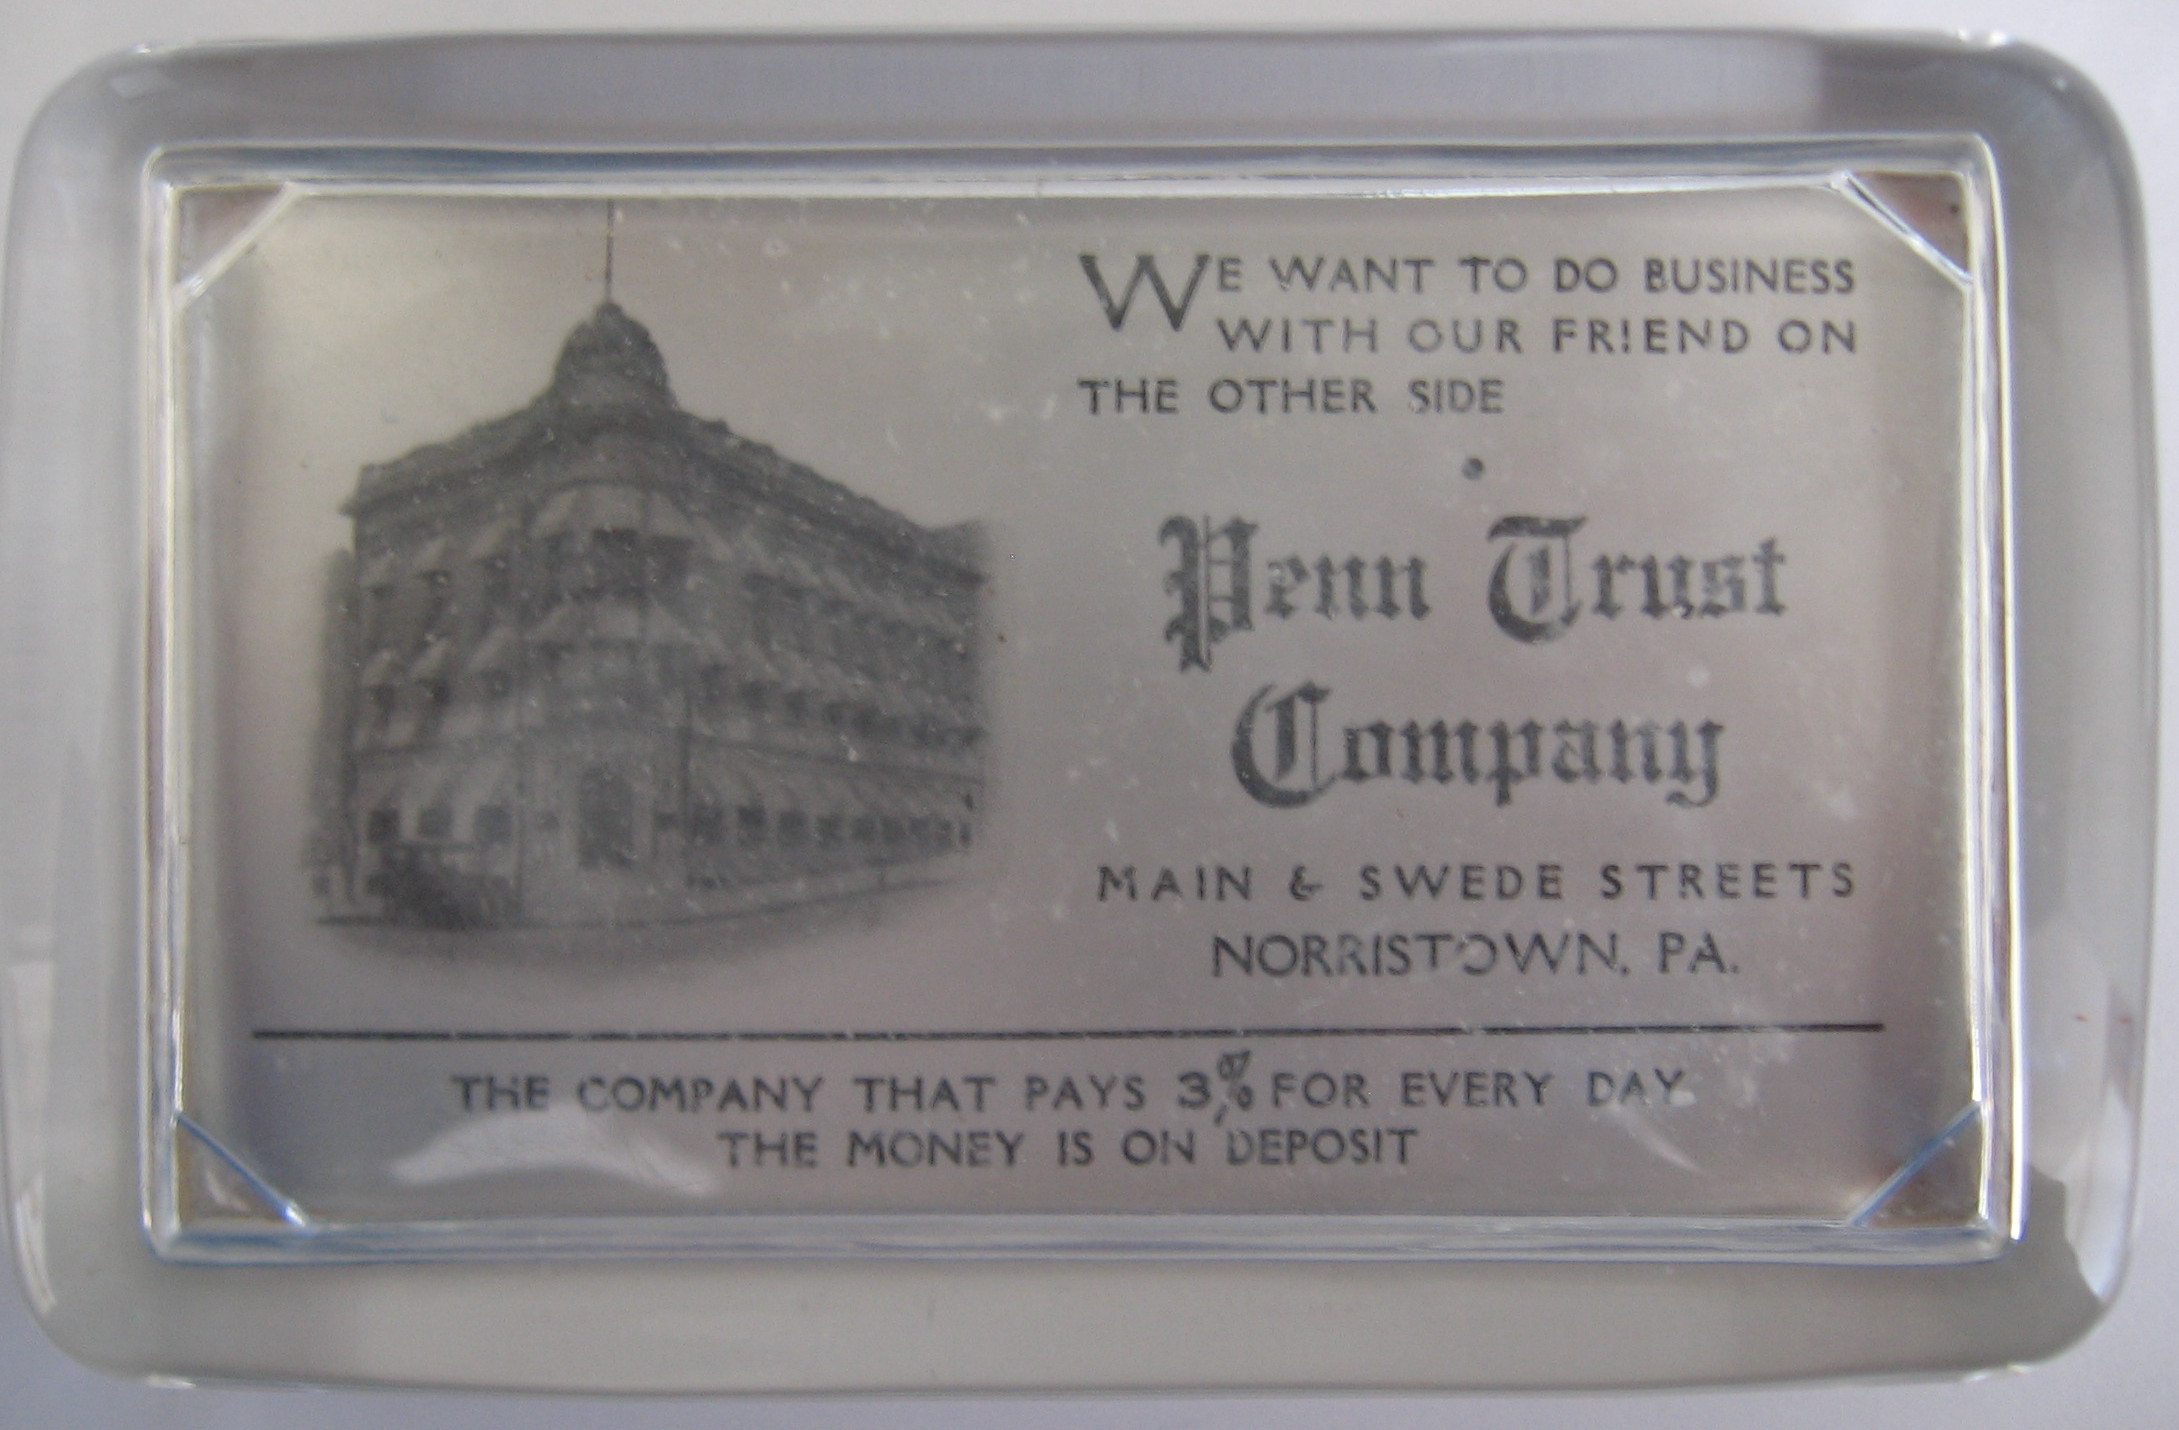 WE WANT TO DO BUSINESS
WITH OUR FRIEND ON
THE OTHER SIDE
Penn Trust
Company
MAIN & SWEDE STREETS
NORRISTOWN, PA.
THE COMPANY THAT PAYS 3% FOR EVERY DAY
THE MONEY IS ON DEPOSIT